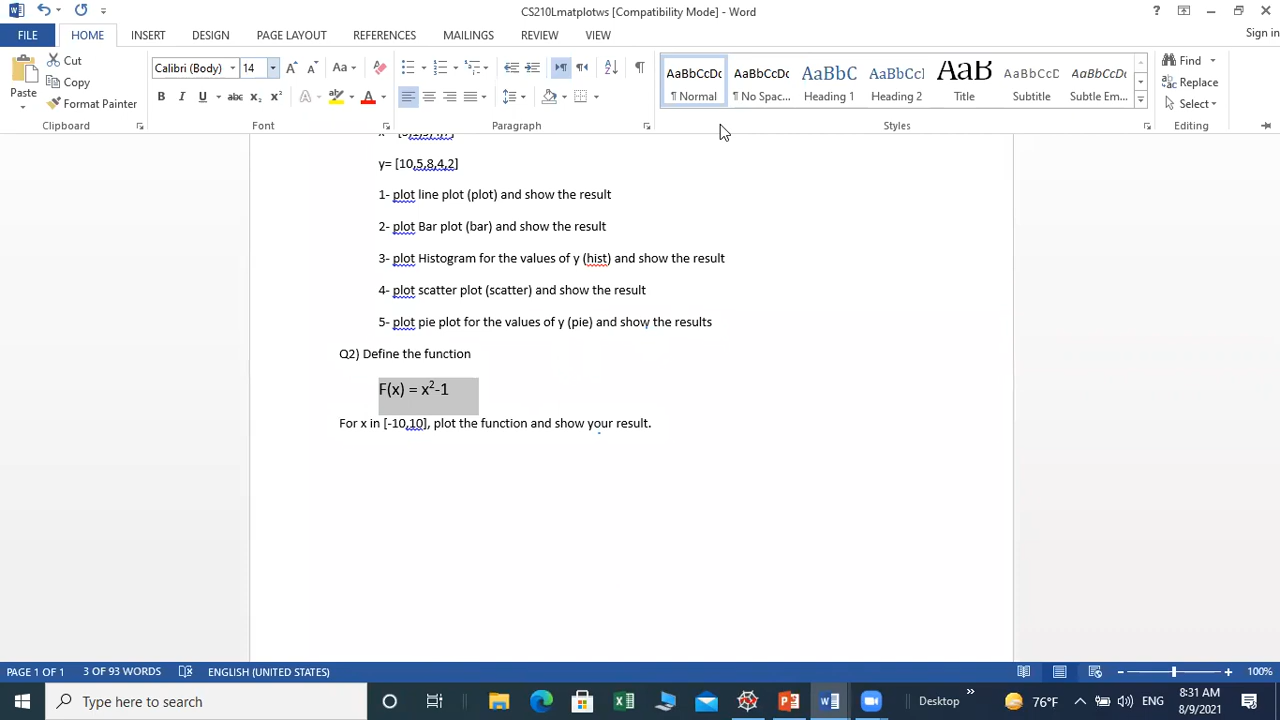 CS210Lmatplotws [Compatibility Mode] - Word
FILE HOME INSERT DESIGN PAGE LAYOUT REFERENCES MAILINGS REVIEW VIEW Sign in
Paste
Cut
Copy
Format Painter
Clipboard
Calibri (Body) 14
Font
Paragraph
AaBbCcDc AaBbCcDc AaBbC AaBbCcl AaB AaBbCcD AaBbCcDc
¶ Normal ¶ No Spac... Heading 1 Heading 2 Title Subtitle Subtle Em...
Styles
Find
Replace
Select
Editing
y= [10,5,8,4,2]
1- plot line plot (plot) and show the result
2- plot Bar plot (bar) and show the result
3- plot Histogram for the values of y (hist) and show the result
4- plot scatter plot (scatter) and show the result
5- plot pie plot for the values of y (pie) and show the results
Q2) Define the function
F(x) = x²-1
For x in [-10,10], plot the function and show your result.
PAGE 1 OF 1 3 OF 93 WORDS ENGLISH (UNITED STATES) 100%
Type here to search Desktop 76°F ENG 8:31 AM
8/9/2021